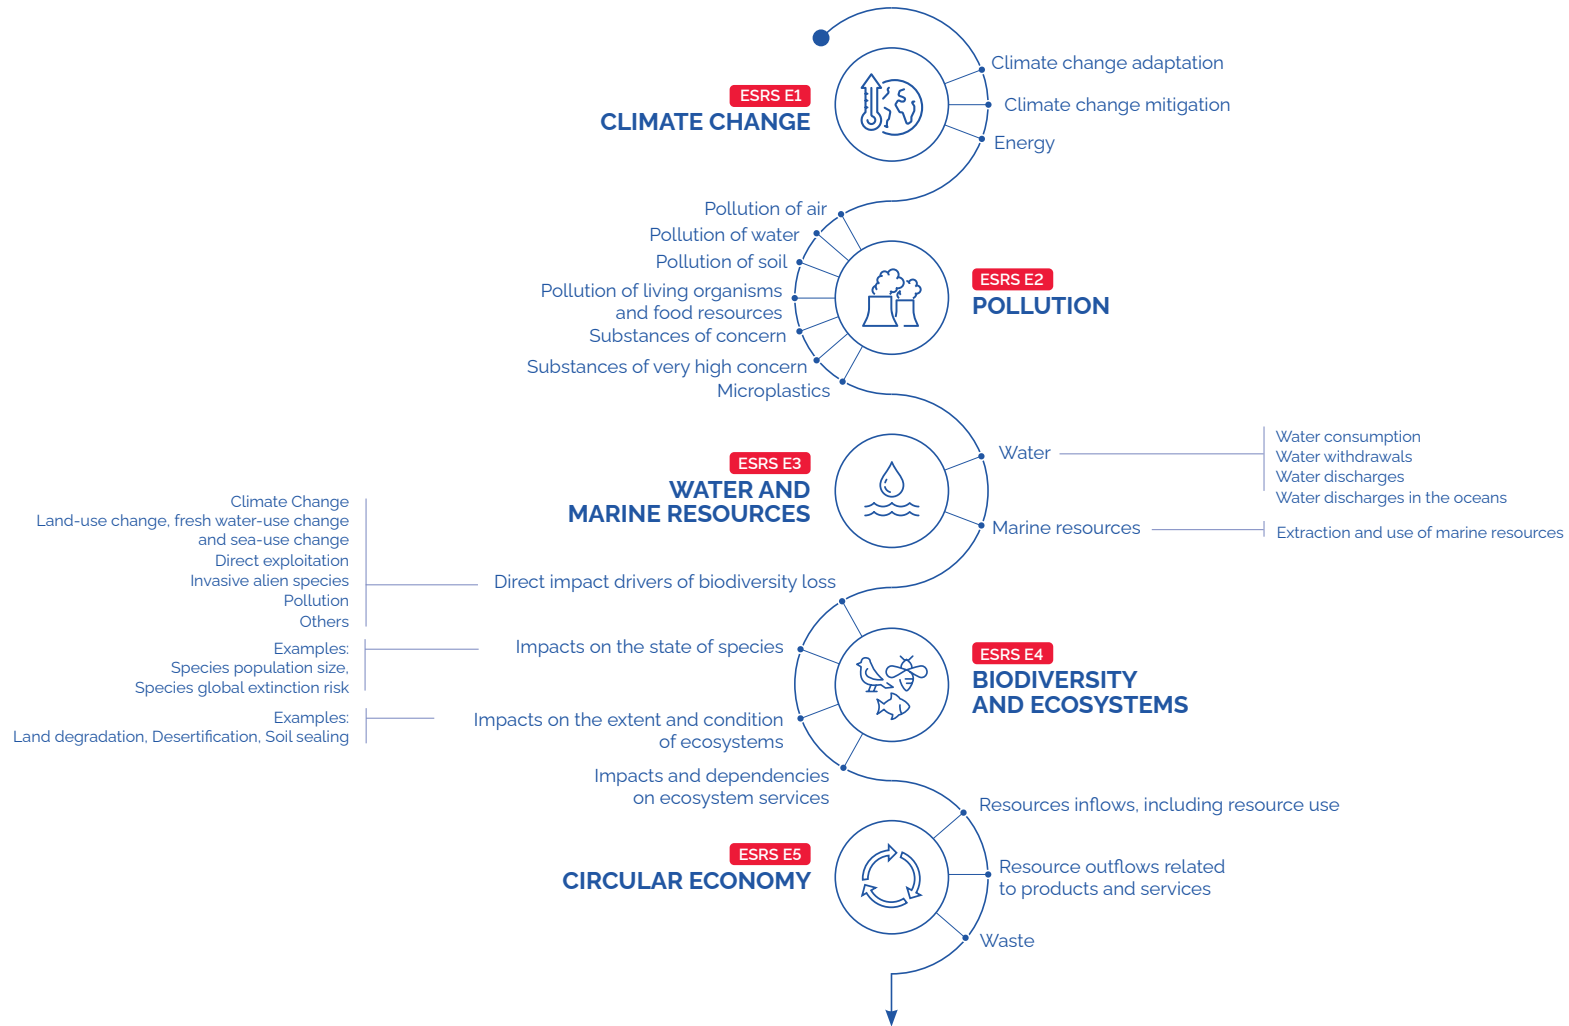 ESRS E1
CLIMATE CHANGE
Climate change adaptation
Climate change mitigation
Energy
Pollution of air
Pollution of water
Pollution of soil
Pollution of living organisms
and food resources
Substances of concern
Substances of very high concern
Microplastics
ESRS E2
POLLUTION
ESRS E3
WATER AND
MARINE RESOURCES
Water
Water consumption
Water withdrawals
Water discharges
Water discharges in the oceans
Marine resources
Extraction and use of marine resources
Climate Change
Land-use change, fresh water-use change
and sea-use change
Direct exploitation
Invasive alien species
Pollution
Others
Direct impact drivers of biodiversity loss
Examples:
Species population size,
Species global extinction risk
Impacts on the state of species
Examples:
Land degradation, Desertification, Soil sealing
Impacts on the extent and condition
of ecosystems
Impacts and dependencies
on ecosystem services
ESRS E4
BIODIVERSITY
AND ECOSYSTEMS
ESRS E5
CIRCULAR ECONOMY
Resources inflows, including resource use
Resource outflows related
to products and services
Waste